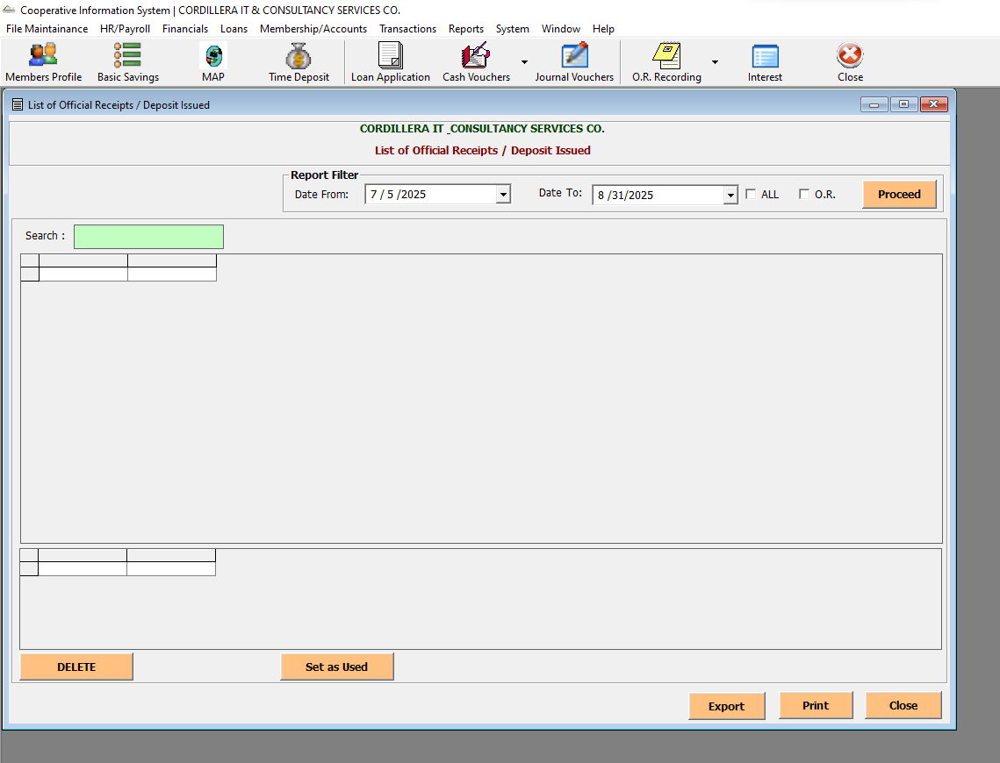 Cooperative Information System | CORDILLERA IT & CONSULTANCY SERVICES CO.
File Maintainance HR/Payroll Financials Loans Membership/Accounts Transactions Reports System Window Help
Members Profile Basic Savings MAP Time Deposit Loan Application Cash Vouchers Journal Vouchers O.R. Recording Interest Close
List of Official Receipts / Deposit Issued
CORDILLERA IT _CONSULTANCY SERVICES CO.
List of Official Receipts / Deposit Issued
Report Filter
Date From: 7 / 5 /2025 Date To: 8 /31/2025 ALL O.R. Proceed
Search :
DELETE Set as Used
Export Print Close